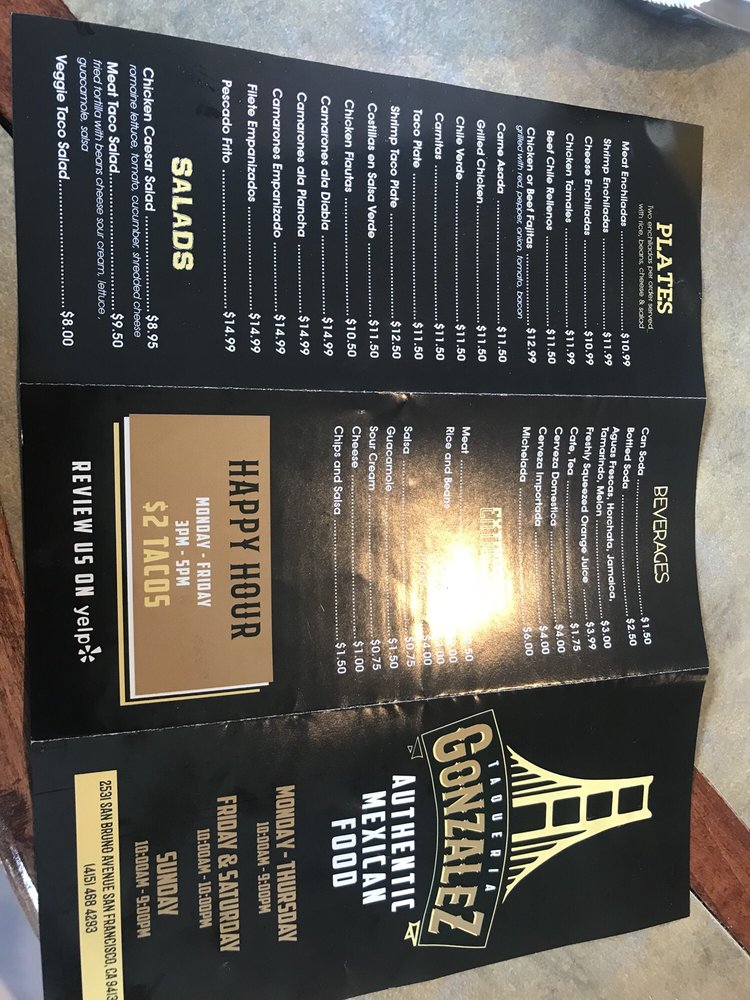 PLATES
Two enchiladas per order served
with rice, beans, cheese & salad
Meat Enchiladas $10.99
Shrimp Enchiladas $11.99
Cheese Enchiladas $10.99
Chicken Tamales $11.99
Beef Chile Rellenos $11.50
Chicken or Beef Fajitas $12.99
grilled with red, pepper, onion, tomato, bacon
Carne Asada $11.50
Grilled Chicken $11.50
Chile Verde $11.50
Carnitas $11.50
Taco Plate $11.50
Shrimp Taco Plate $12.50
Costillas en Salsa Verde $11.50
Chicken Flautas $10.50
Camarones ala Diabla $14.99
Camarones ala Plancha $14.99
Camarones Empanizado $14.99
Filete Empanizados $14.99
Pescado Frito $14.99
SALADS
Chicken Caesar Salad $8.95
romaine lettuce, tomato, cucumber, shredded cheese
Meat Taco Salad $9.50
fried tortilla with beans cheese sour cream, lettuce,
guacamole, salsa
Veggie Taco Salad $8.00
BEVERAGES
Can Soda $1.50
Bottled Soda $2.50
Aguas Frescas, Horchata, Jamaica,
Tamarindo, Melon $3.00
Freshly Squeezed Orange Juice $3.99
Cafe, Tea $1.75
Cerveza Domestica $4.00
Cerveza Importada $4.00
Michelada $6.00
Meat
Rice and Beans
Salsa $0.75
Guacamole $1.50
Sour Cream $0.75
Cheese $1.00
Chips and Salsa $1.50
HAPPY HOUR
MONDAY - FRIDAY
3PM - 5PM
$2 TACOS
REVIEW US ON yelp
TAQUERIA
GONZALEZ
AUTHENTIC
MEXICAN
FOOD
MONDAY - THURSDAY
10:00AM - 9:00PM
FRIDAY & SATURDAY
10:00AM - 10:00PM
SUNDAY
10:00AM - 9:00PM
2531 SAN BRUNO AVENUE SAN FRANCISCO, CA
(415) 468 4293